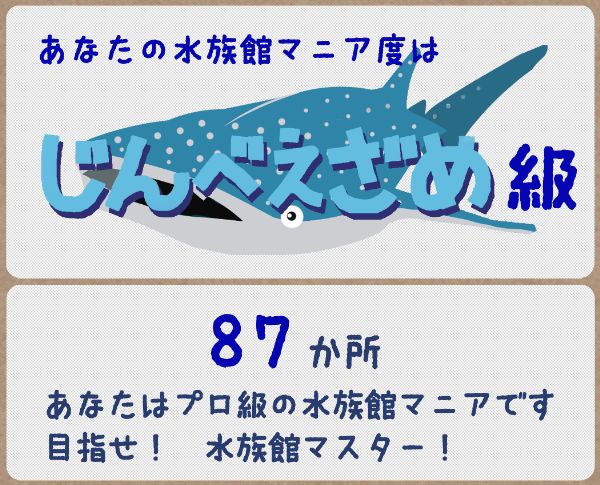 あなたの水族館マニア度は
じんべえざめ級
87か所
あなたはプロ級の水族館マニアです
目指せ！　水族館マスター！